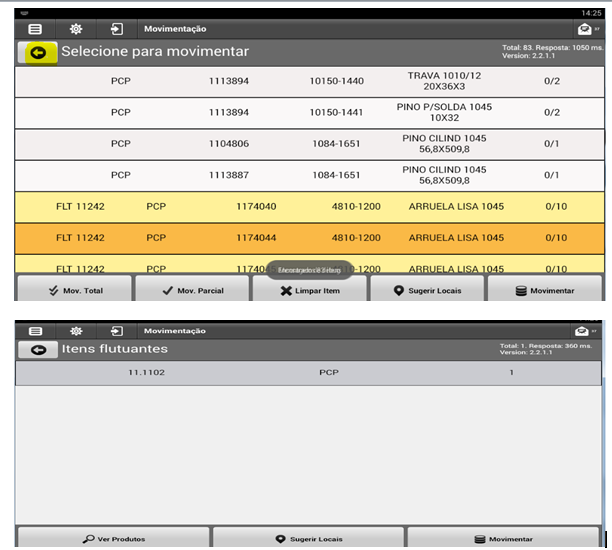 14:25
Movimentação
Selecione para movimentar
Total: 83. Resposta: 1050 ms.
Version: 2.2.1.1
PCP 1113894 10150-1440 TRAVA 1010/12 20X36X3 0/2
PCP 1113894 10150-1441 PINO P/SOLDA 1045 10X32 0/2
PCP 1104806 1084-1651 PINO CILIND 1045 56,8X509,8 0/1
PCP 1113887 1084-1651 PINO CILIND 1045 56,8X509,8 0/1
FLT 11242 PCP 1174040 4810-1200 ARRUELA LISA 1045 0/10
FLT 11242 PCP 1174044 4810-1200 ARRUELA LISA 1045 0/10
FLT 11242 PCP ARRUELA LISA 1045 0/10
Mov. Total Mov. Parcial Limpar Item Sugerir Locais Movimentar
Movimentação
Itens flutuantes
Total: 1. Resposta: 360 ms.
Version: 2.2.1.1
11.1102 PCP 1
Ver Produtos Sugerir Locais Movimentar